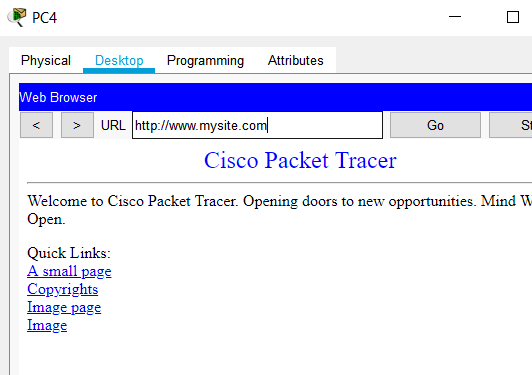 PC4
Physical Desktop Programming Attributes
Web Browser
< > URL http://www.mysite.com Go
Cisco Packet Tracer
Welcome to Cisco Packet Tracer. Opening doors to new opportunities. Mind
Open.
Quick Links:
A small page
Copyrights
Image page
Image